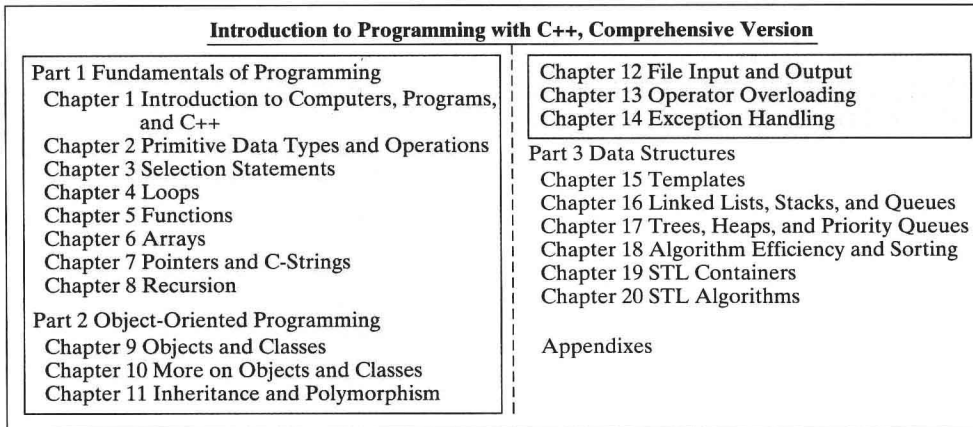 Introduction to Programming with C++, Comprehensive Version
Part 1 Fundamentals of Programming
Chapter 1 Introduction to Computers, Programs,
and C++
Chapter 2 Primitive Data Types and Operations
Chapter 3 Selection Statements
Chapter 4 Loops
Chapter 5 Functions
Chapter 6 Arrays
Chapter 7 Pointers and C-Strings
Chapter 8 Recursion
Part 2 Object-Oriented Programming
Chapter 9 Objects and Classes
Chapter 10 More on Objects and Classes
Chapter 11 Inheritance and Polymorphism
Chapter 12 File Input and Output
Chapter 13 Operator Overloading
Chapter 14 Exception Handling
Part 3 Data Structures
Chapter 15 Templates
Chapter 16 Linked Lists, Stacks, and Queues
Chapter 17 Trees, Heaps, and Priority Queues
Chapter 18 Algorithm Efficiency and Sorting
Chapter 19 STL Containers
Chapter 20 STL Algorithms
Appendixes